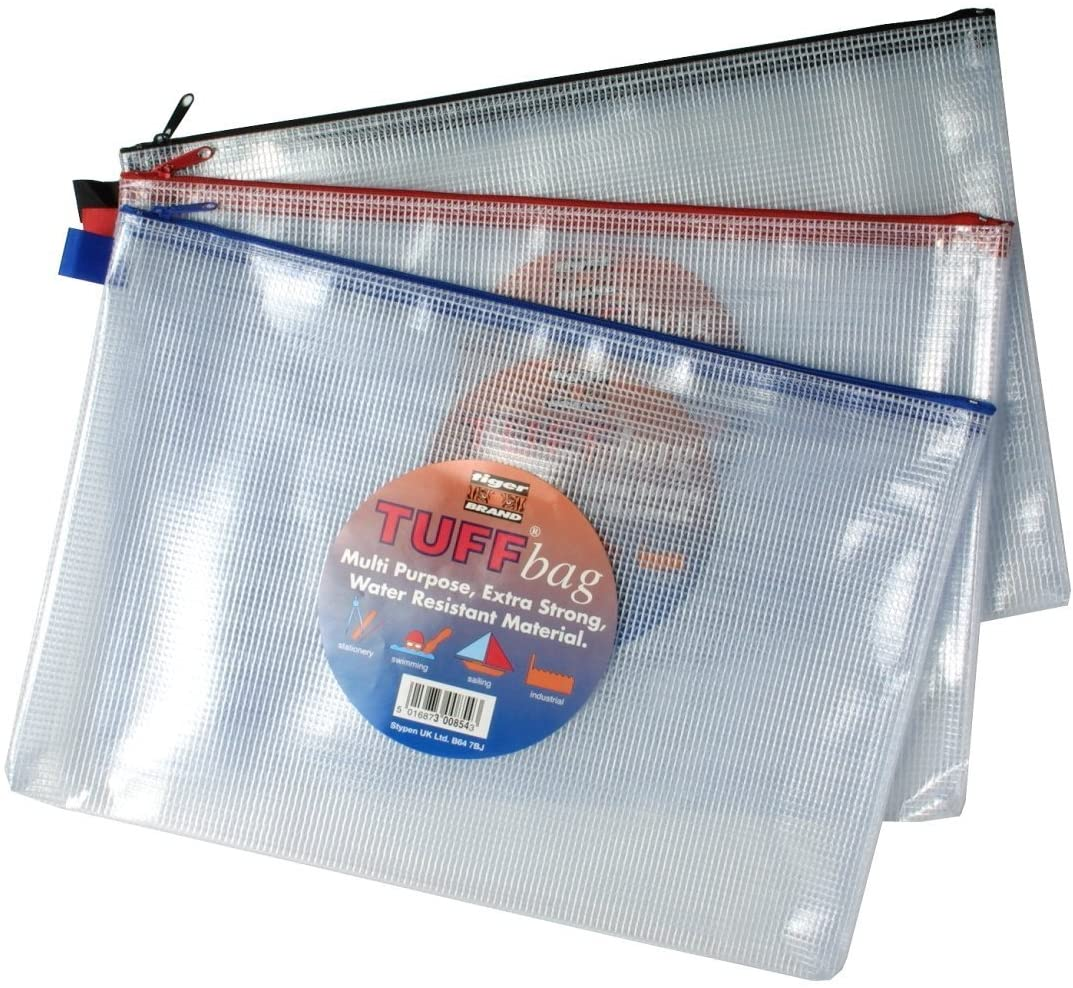 tiger
BRAND
TUFF® bag
Multi Purpose, Extra Strong,
Water Resistant Material.
stationery
swimming
sailing
industrial
5 016873 008543
Stypen UK Ltd. B64 7BJ